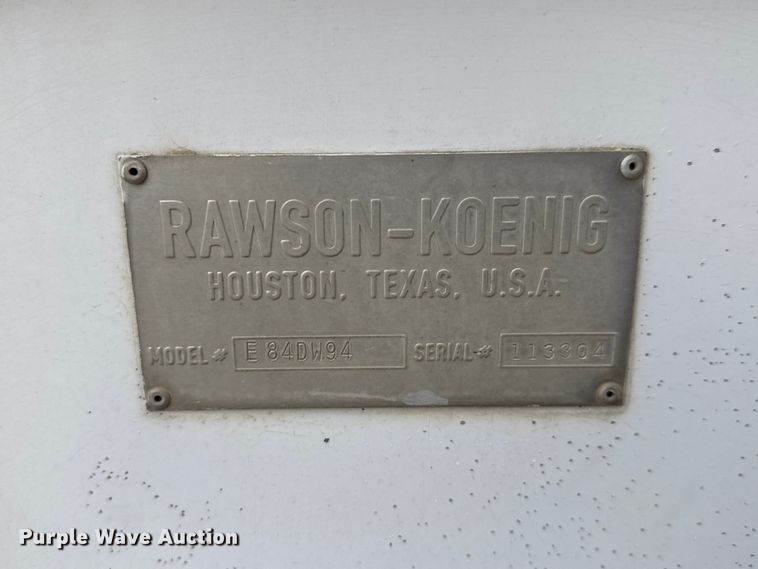 RAWSON-KOENIG
HOUSTON, TEXAS, U.S.A.
MODEL # E 84DW94 SERIAL # 113304
Purple Wave Auction